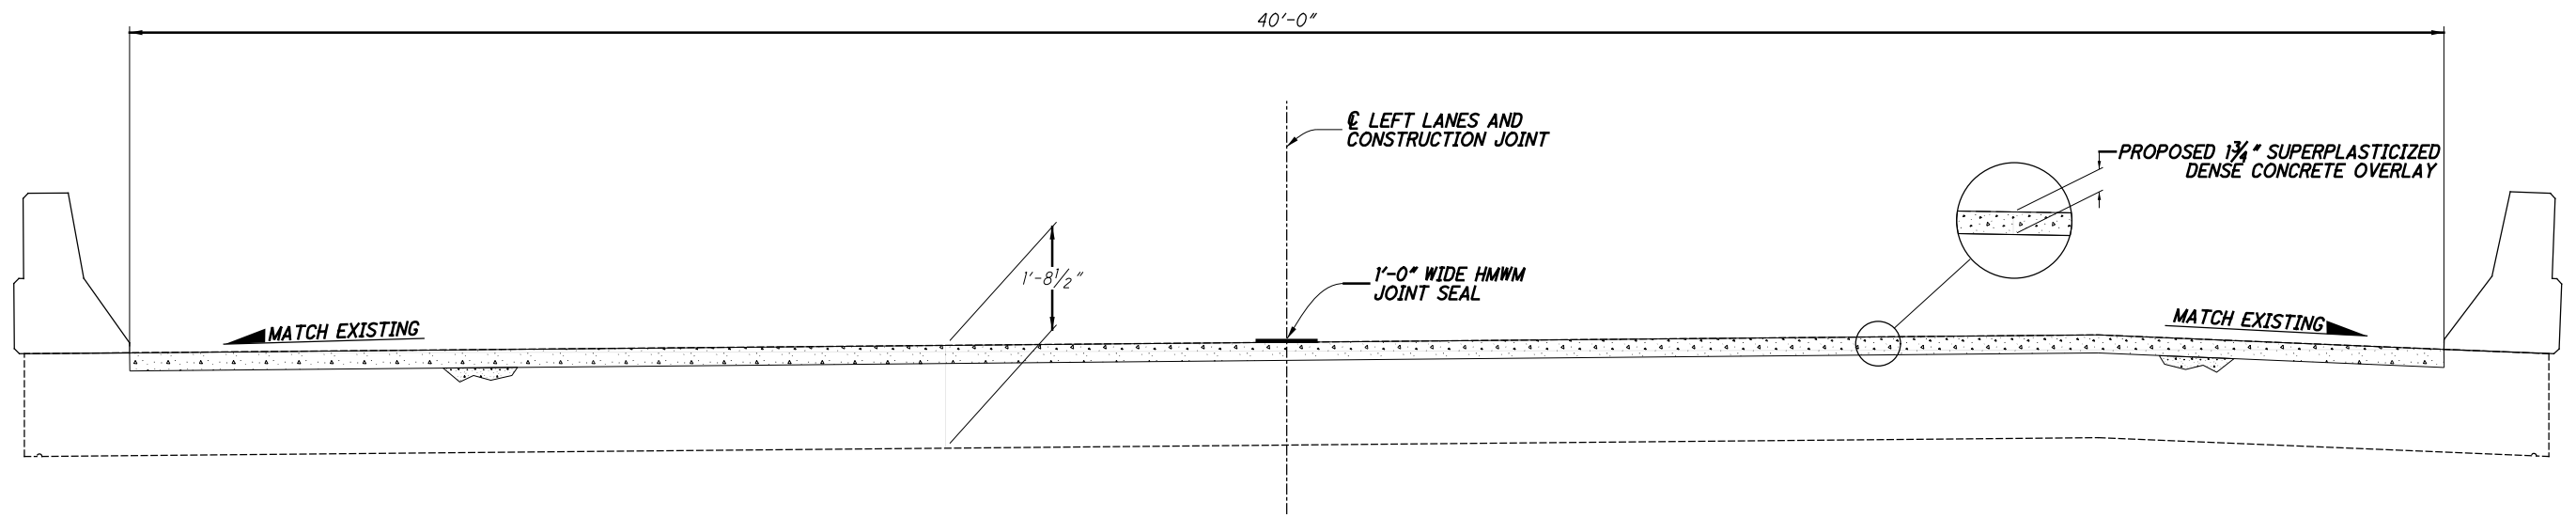 40'-0"
℄ LEFT LANES AND
CONSTRUCTION JOINT
PROPOSED 1¾" SUPERPLASTICIZED
DENSE CONCRETE OVERLAY
1'-8½"
1'-0" WIDE HMWM
JOINT SEAL
MATCH EXISTING
MATCH EXISTING